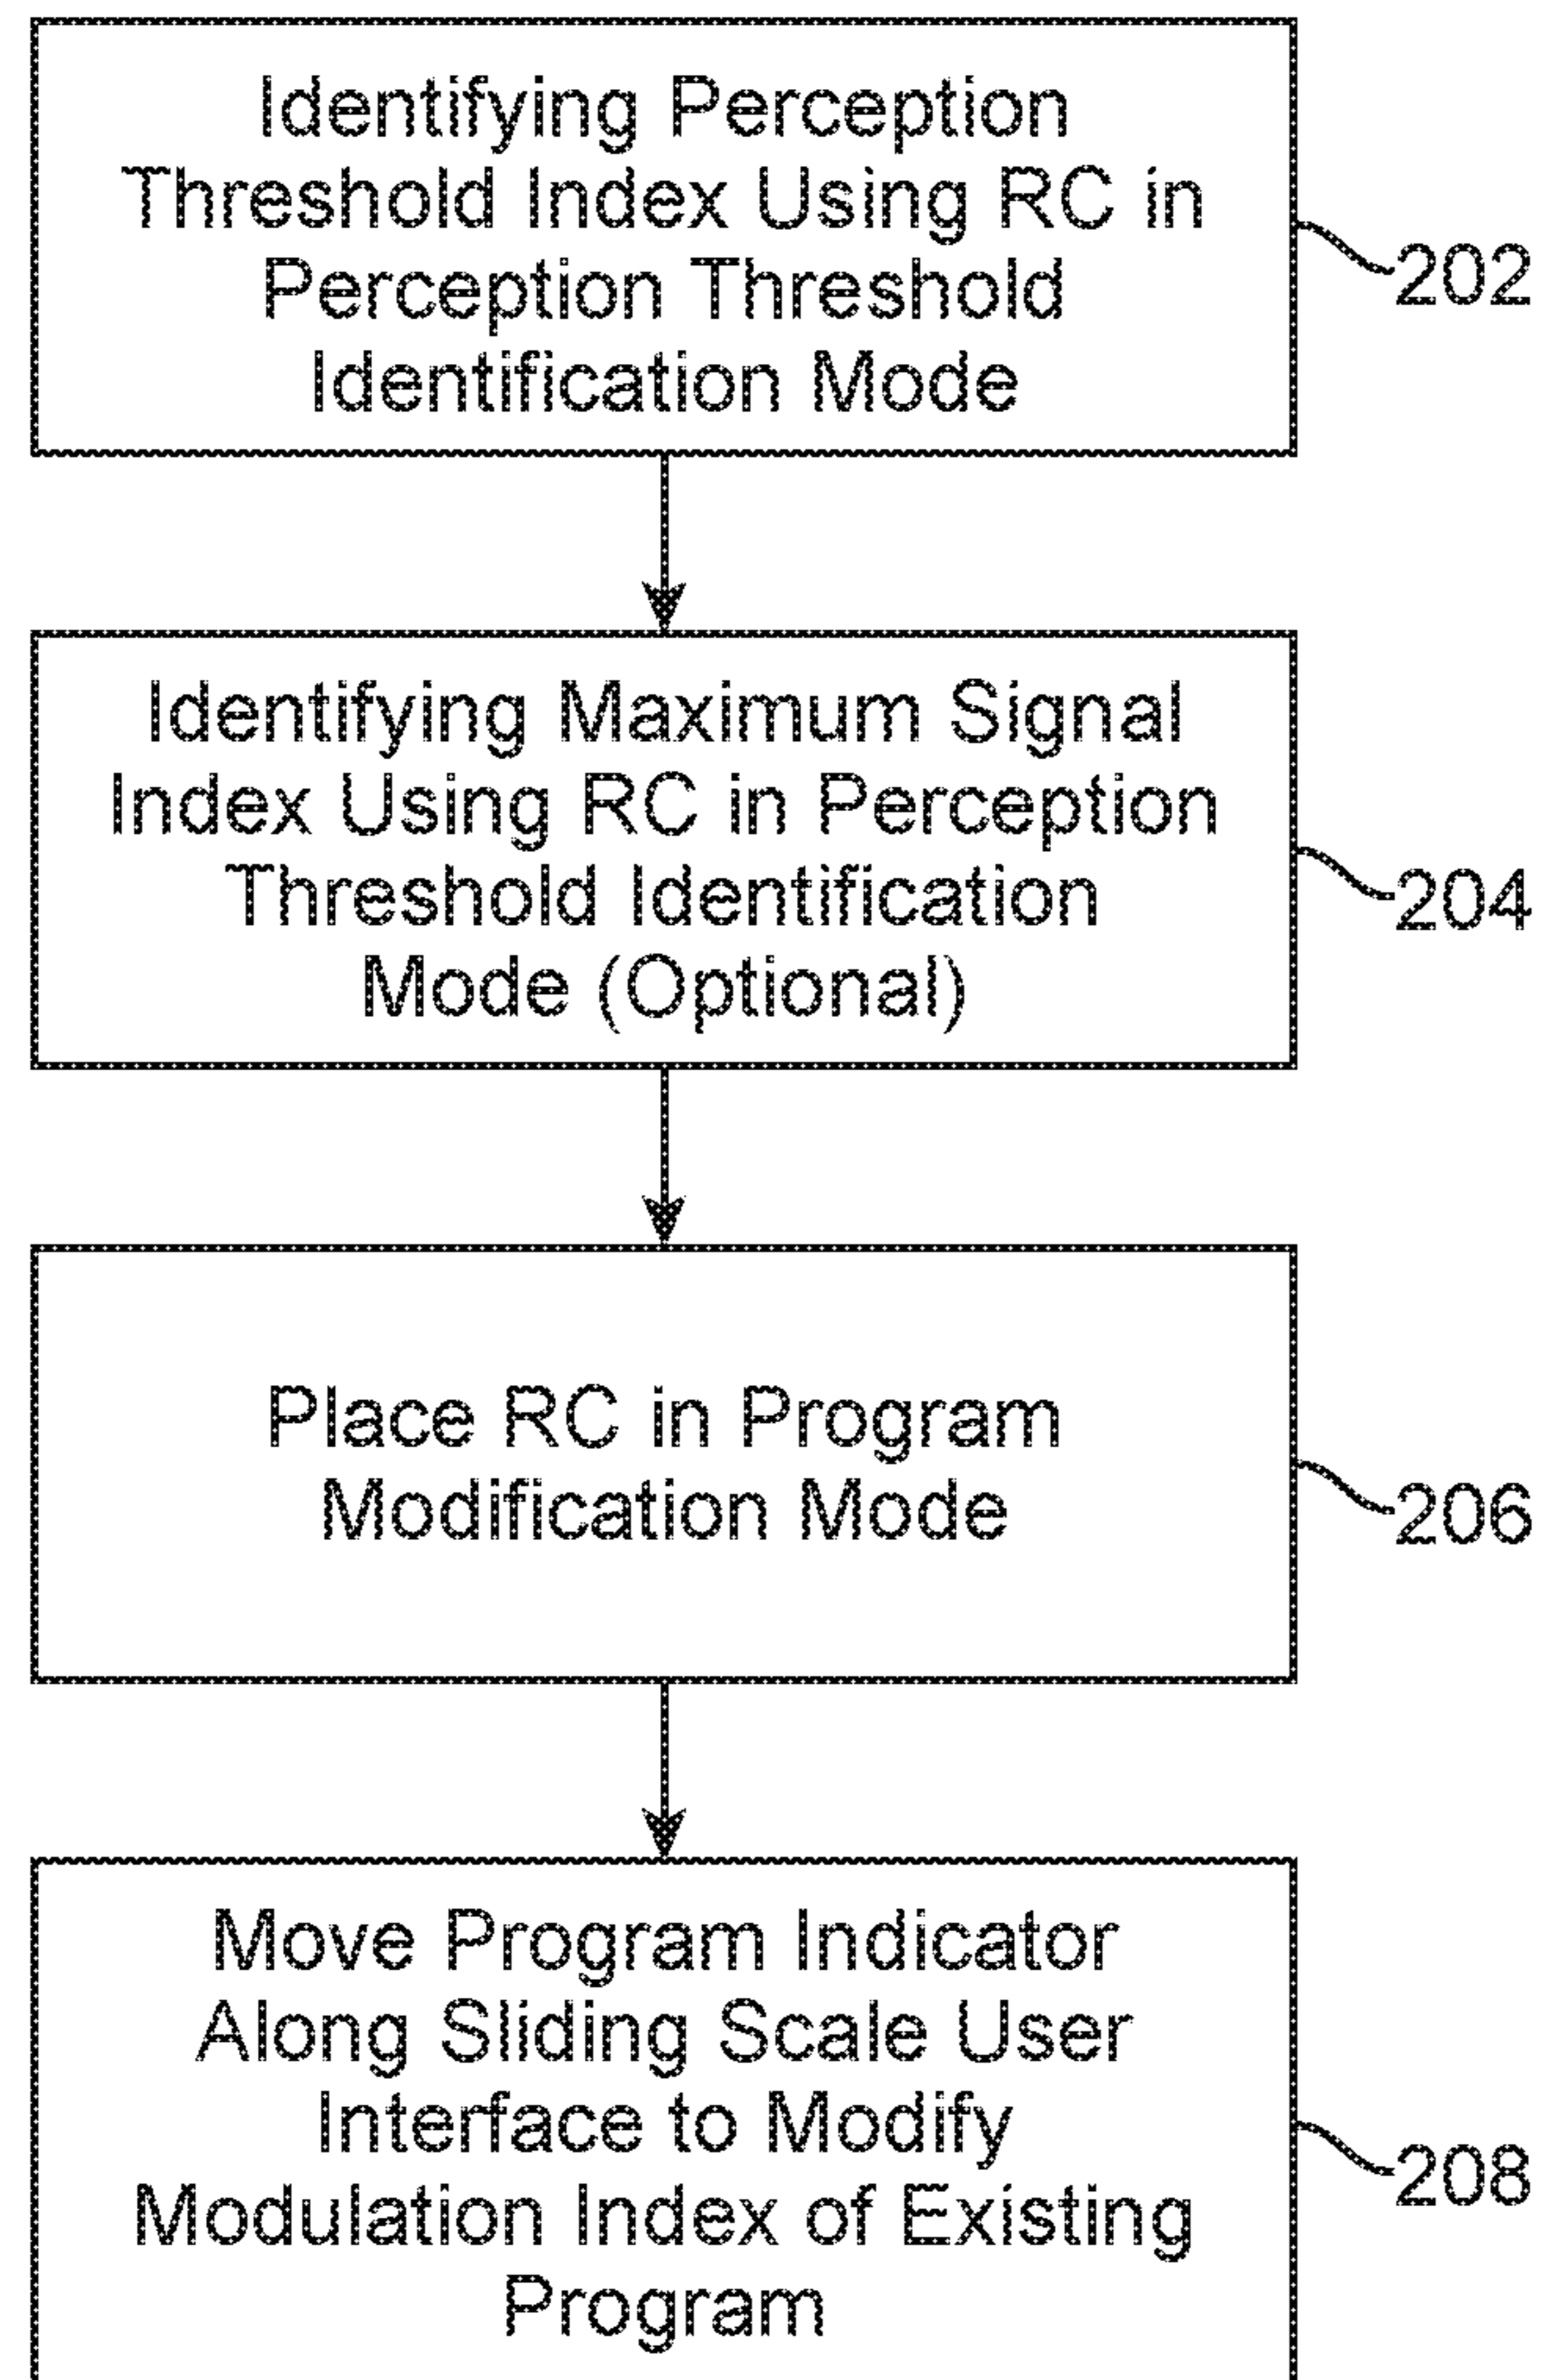 Identifying Perception
Threshold Index Using RC in
Perception Threshold
Identification Mode
202
Identifying Maximum Signal
Index Using RC in Perception
Threshold Identification
Mode (Optional)
204
Place RC in Program
Modification Mode
206
Move Program Indicator
Along Sliding Scale User
Interface to Modify
Modulation Index of Existing
Program
208